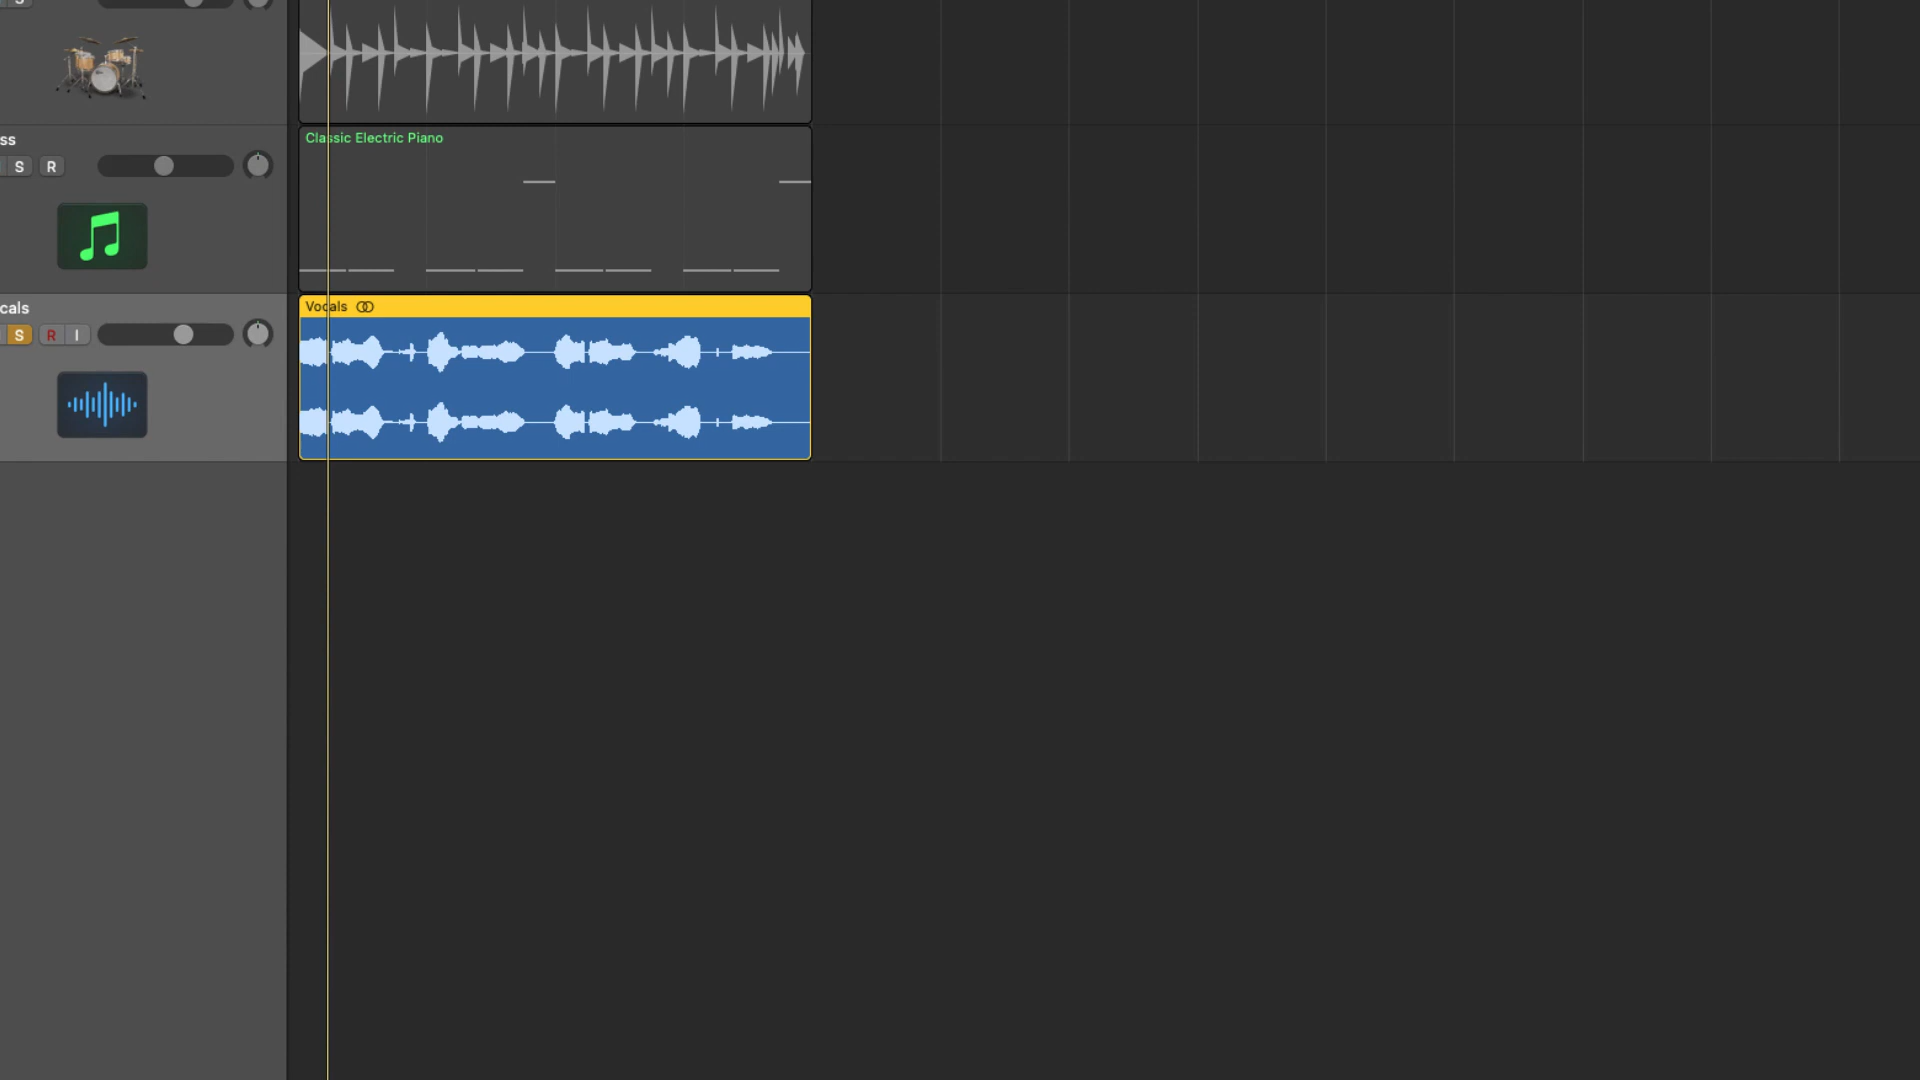 S
ss
S R
Classic Electric Piano
cals
S R I
Vocals